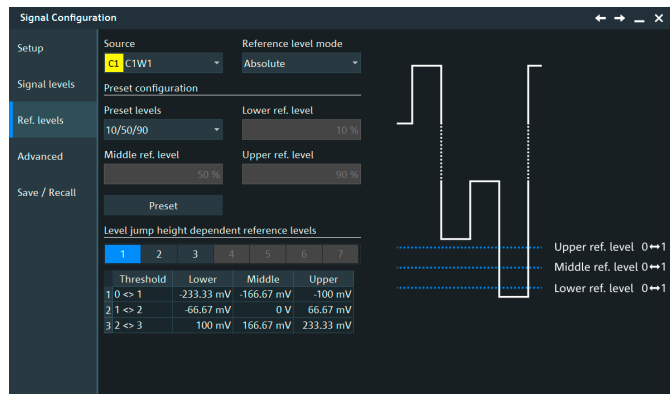 Signal Configuration
Setup
Signal levels
Ref. levels
Advanced
Save / Recall
Source
Reference level mode
C1 C1W1
Absolute
Preset configuration
Preset levels
Lower ref. level
10/50/90
10 %
Middle ref. level
Upper ref. level
50 %
90 %
Preset
Level jump height dependent reference levels
1 2 3 4 5 6 7
Threshold Lower Middle Upper
1 0 <> 1 -233.33 mV -166.67 mV -100 mV
2 1 <> 2 -66.67 mV 0 V 66.67 mV
3 2 <> 3 100 mV 166.67 mV 233.33 mV
Upper ref. level 0↔1
Middle ref. level 0↔1
Lower ref. level 0↔1